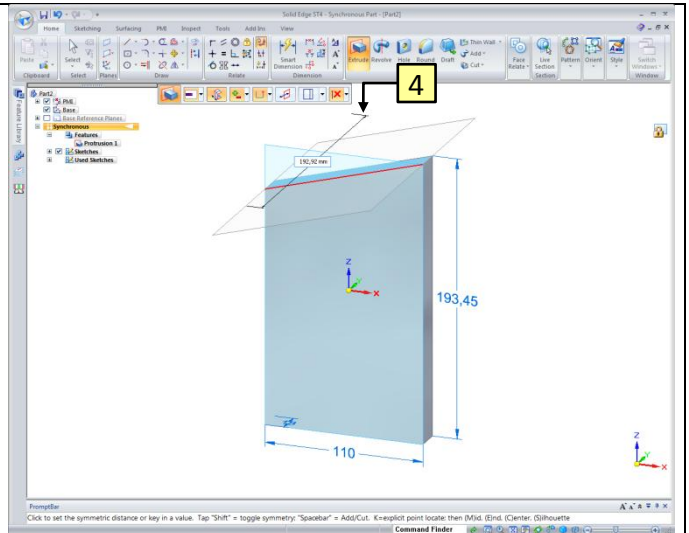 Solid Edge ST4 - Synchronous Part - [Part2]
Home Sketching Surfacing PMI Inspect Tools Add Ins View
Paste Select Smart Dimension Extrude Revolve Hole Round Draft Thin Wall Add Cut Face Relate Live Section Pattern Orient Style Switch Windows
Clipboard Select Planes Draw Relate Dimension Section Window
4
Feature Library
Part2
PMI
Base
Base Reference Planes
Synchronous
Features
Protrusion 1
Sketches
Used Sketches
192,92 mm
Z
Y
X
193,45
110
Z
Y
X
PromptBar
Click to set the symmetric distance or key in a value. Tap "Shift" = toggle symmetry: "Spacebar" = Add/Cut. K=explicit point locate: then (M)id. (E)nd. (C)enter. (S)ilhouette
Command Finder